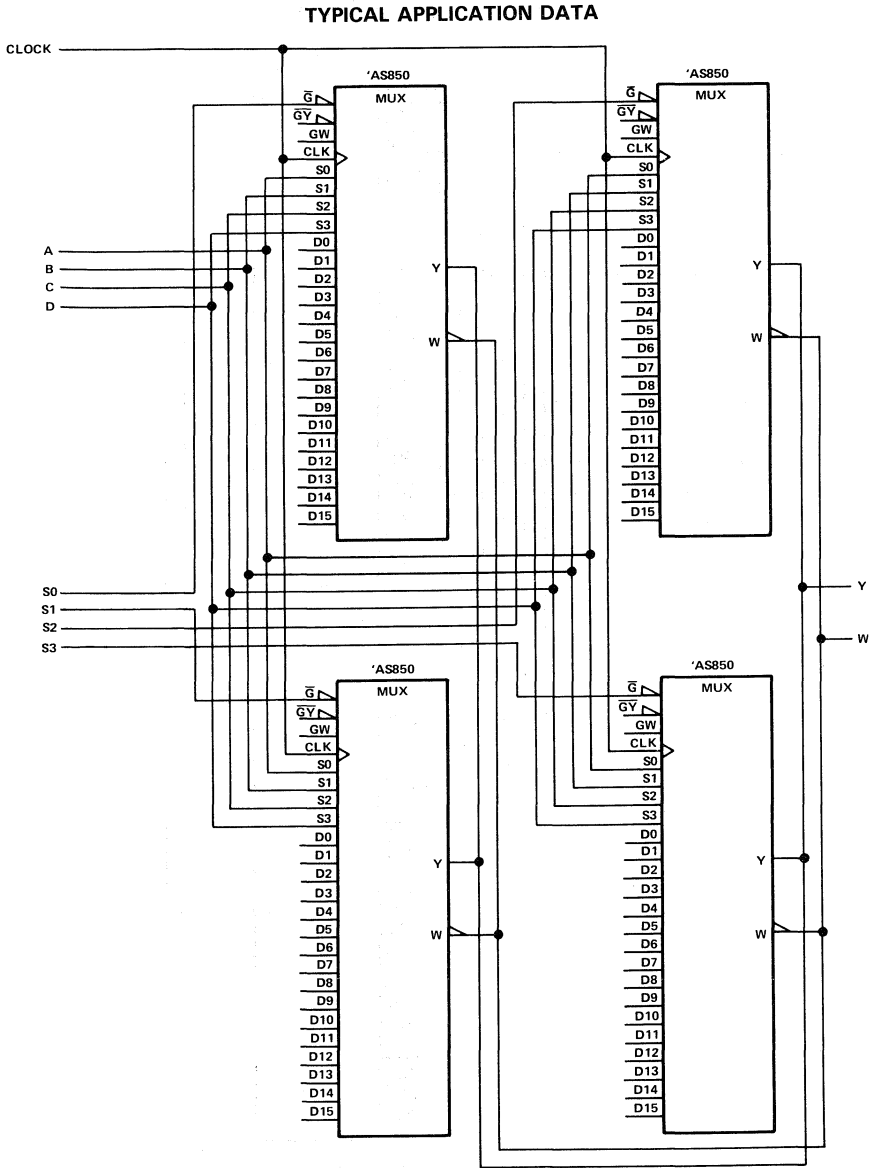 TYPICAL APPLICATION DATA
CLOCK
'AS850
MUX
G̅
G̅Y̅
GW
CLK
S0
S1
S2
S3
D0
D1
D2
D3
D4
D5
D6
D7
D8
D9
D10
D11
D12
D13
D14
D15
Y
W
'AS850
MUX
G̅
G̅Y̅
GW
CLK
S0
S1
S2
S3
D0
D1
D2
D3
D4
D5
D6
D7
D8
D9
D10
D11
D12
D13
D14
D15
Y
W
A
B
C
D
S0
S1
S2
S3
Y
W
'AS850
MUX
G̅
G̅Y̅
GW
CLK
S0
S1
S2
S3
D0
D1
D2
D3
D4
D5
D6
D7
D8
D9
D10
D11
D12
D13
D14
D15
Y
W
'AS850
MUX
G̅
G̅Y̅
GW
CLK
S0
S1
S2
S3
D0
D1
D2
D3
D4
D5
D6
D7
D8
D9
D10
D11
D12
D13
D14
D15
Y
W